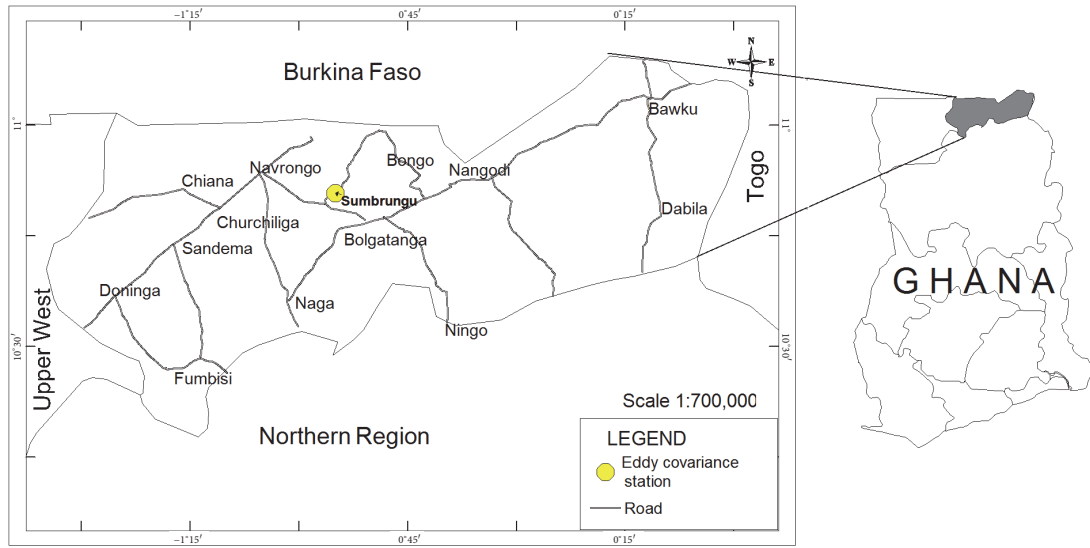 −1°15′
0°45′
0°15′
N
W E
S
Burkina Faso
Bawku
11°
11°
Bongo
Navrongo
Nangodi
Chiana
Togo
Sumbrungu
Dabila
Churchiliga
Bolgatanga
Sandema
GHANA
Doninga
Naga
Ningo
10°30′
10°30′
Upper West
Fumbisi
Scale 1:700,000
Northern Region
LEGEND
Eddy covariance
station
Road
−1°15′
0°45′
0°15′